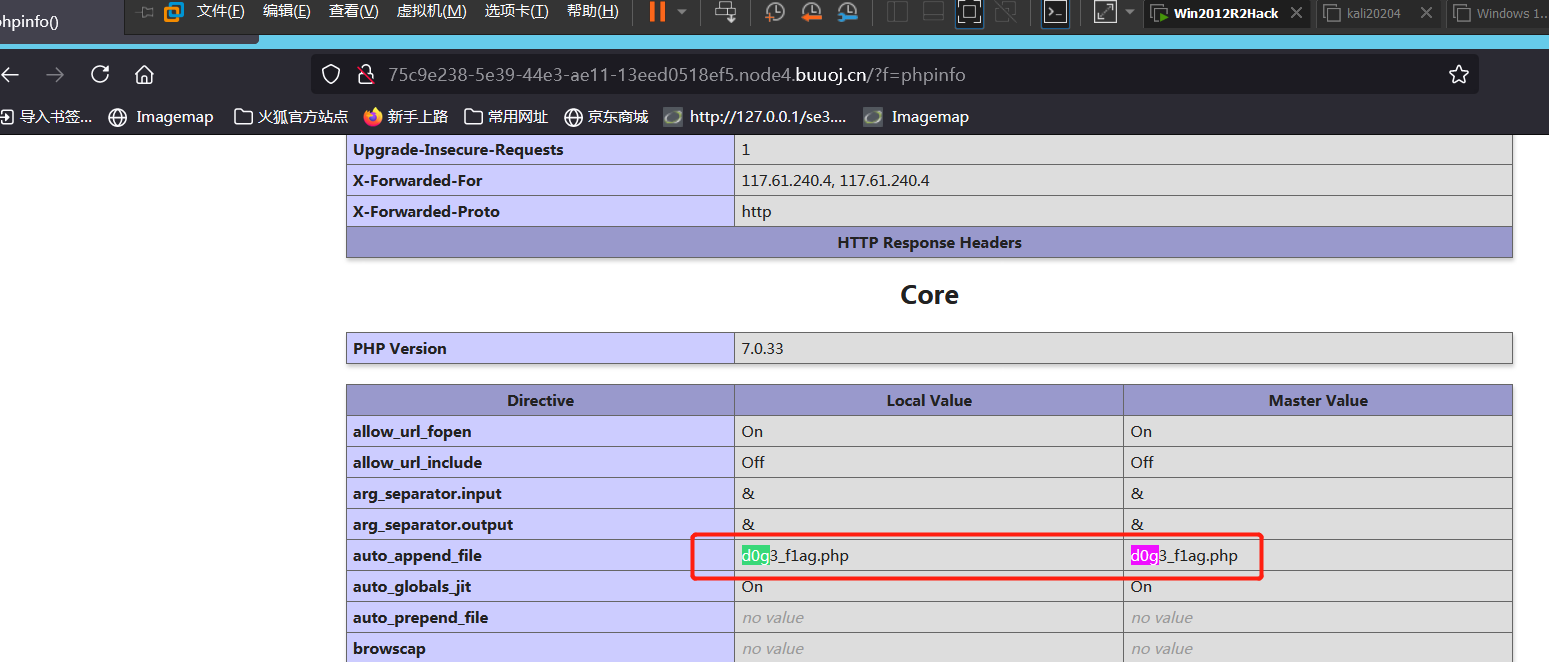 phpinfo()
文件(F) 编辑(E) 查看(V) 虚拟机(M) 选项卡(T) 帮助(H) Win2012R2Hack kali20204 Windows 1...
75c9e238-5e39-44e3-ae11-13eed0518ef5.node4.buuoj.cn/?f=phpinfo
导入书签... Imagemap 火狐官方站点 新手上路 常用网址 京东商城 http://127.0.0.1/se3.... Imagemap
Upgrade-Insecure-Requests 1
X-Forwarded-For 117.61.240.4, 117.61.240.4
X-Forwarded-Proto http
HTTP Response Headers
Core
PHP Version 7.0.33
Directive Local Value Master Value
allow_url_fopen On On
allow_url_include Off Off
arg_separator.input & &
arg_separator.output & &
auto_append_file d0g3_f1ag.php d0g3_f1ag.php
auto_globals_jit On On
auto_prepend_file no value no value
browscap no value no value